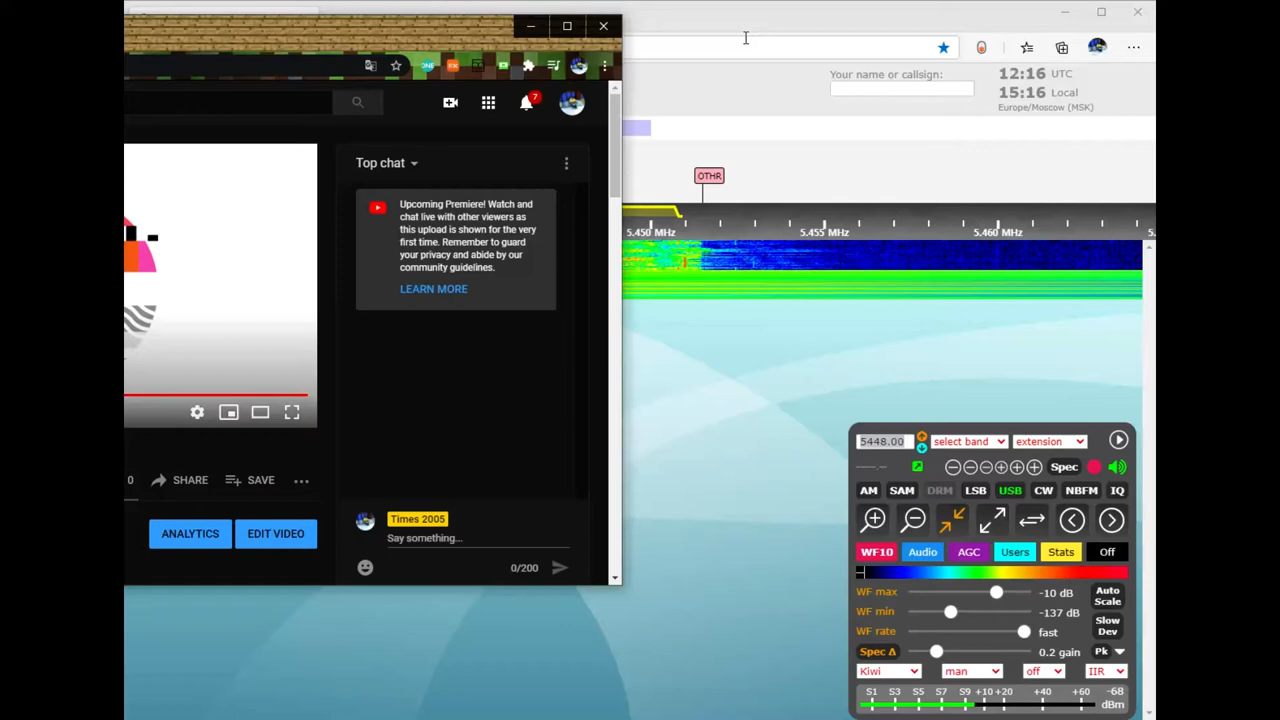 Your name or callsign:
12:16 UTC
15:16 Local
Europe/Moscow (MSK)
7
Top chat
OTHR
Upcoming Premiere! Watch and
chat live with other viewers as
this upload is shown for the very
first time. Remember to guard
your privacy and abide by our
community guidelines.
LEARN MORE
5.450 MHz
5.455 MHz
5.460 MHz
5.
0
SHARE
SAVE
ANALYTICS
EDIT VIDEO
Times 2005
Say something...
0/200
5448.00
select band
extension
Spec
AM
SAM
DRM
LSB
USB
CW
NBFM
IQ
WF10
Audio
AGC
Users
Stats
Off
WF max
-10 dB
Auto
Scale
WF min
-137 dB
WF rate
fast
Slow
Dev
Spec Δ
0.2 gain
Pk
Kiwi
man
off
IIR
S1 S3 S5 S7 S9 +10 +20 +40 +60 -68
dBm